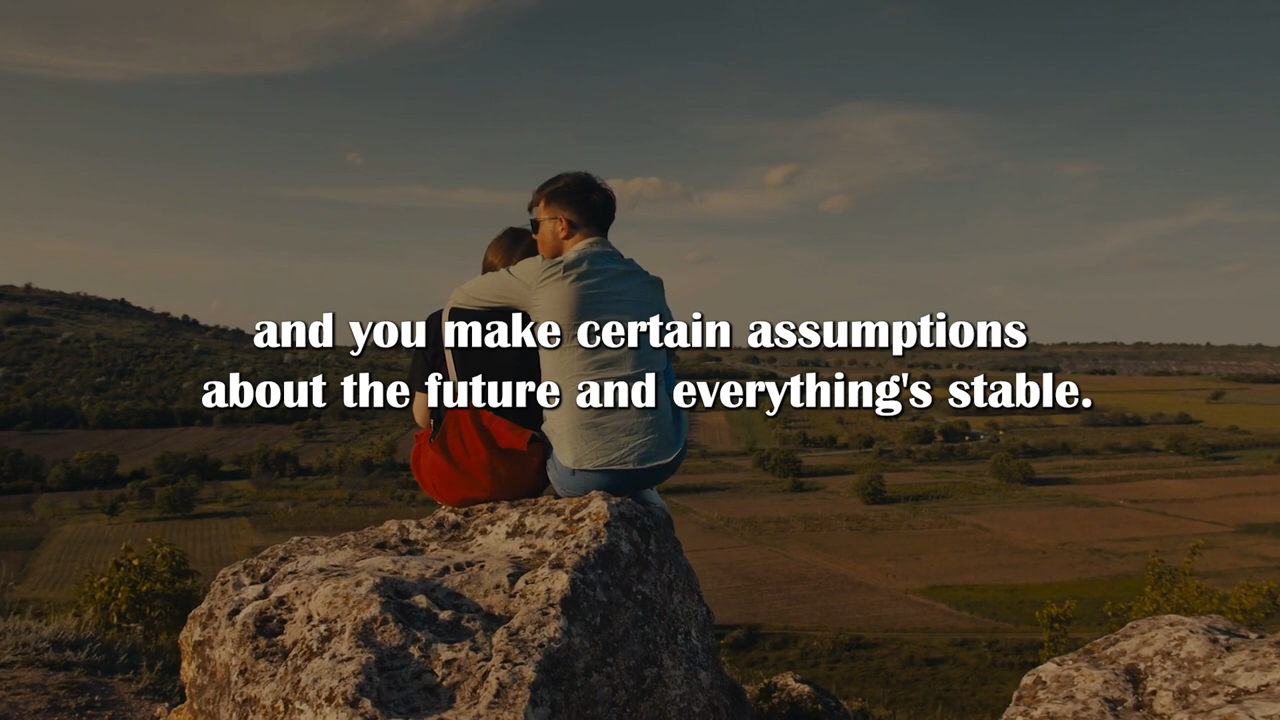 and you make certain assumptions
about the future and everything's stable.